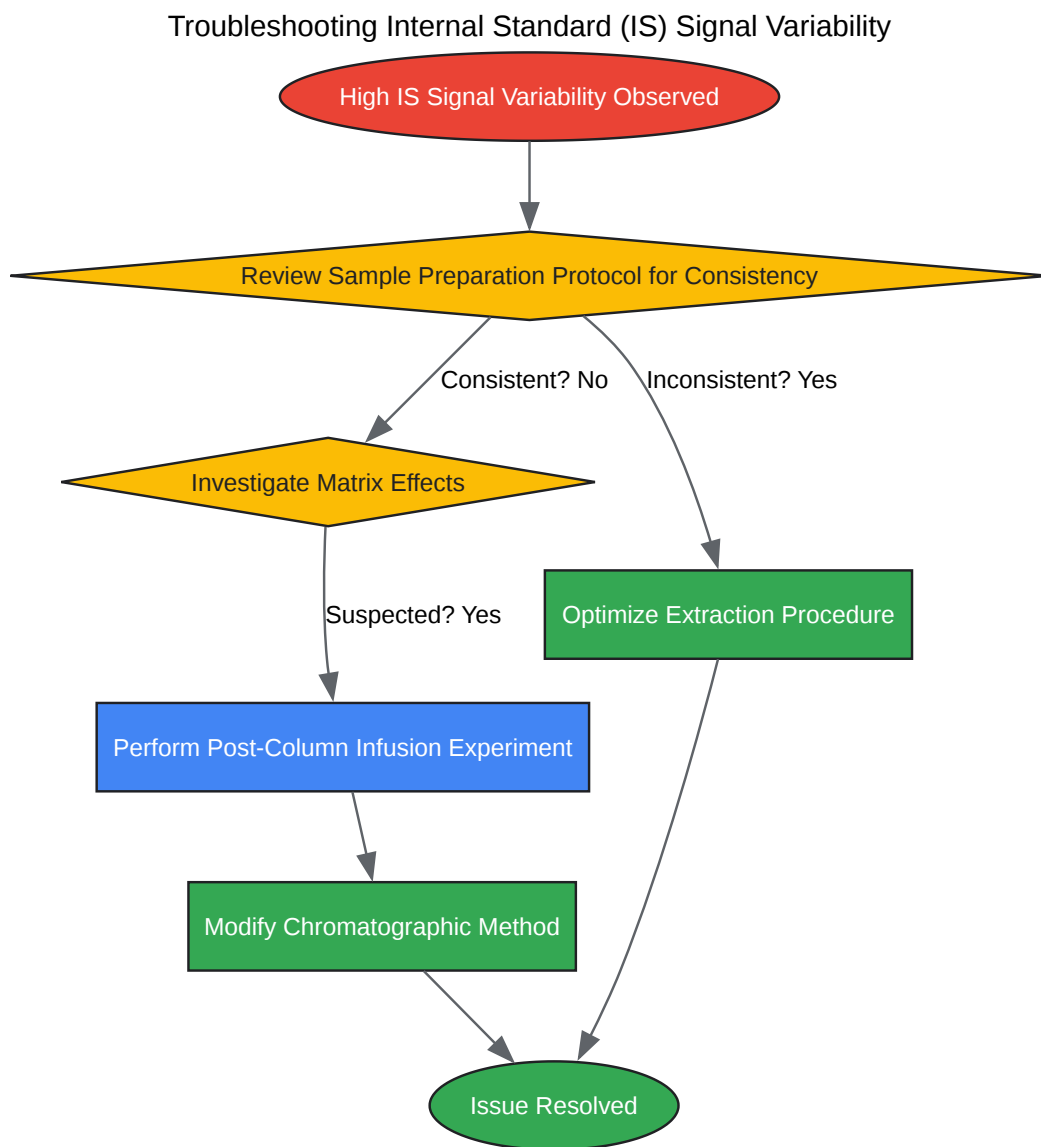 Troubleshooting Internal Standard (IS) Signal Variability
High IS Signal Variability Observed
Review Sample Preparation Protocol for Consistency
Consistent? No
Inconsistent? Yes
Investigate Matrix Effects
Optimize Extraction Procedure
Suspected? Yes
Perform Post-Column Infusion Experiment
Modify Chromatographic Method
Issue Resolved